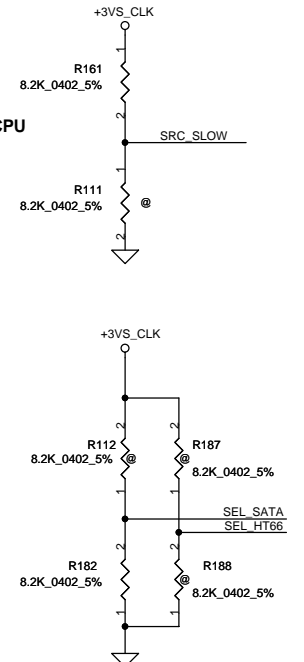 +3VS_CLK
1
R161
8.2K_0402_5%
2
CPU
SRC_SLOW
1
R111
8.2K_0402_5%
@
2
+3VS_CLK
2
2
R112
8.2K_0402_5%
@
R187
@
8.2K_0402_5%
1
1
SEL_SATA
SEL_HT66
2
2
R182
8.2K_0402_5%
R188
@
8.2K_0402_5%
1
1